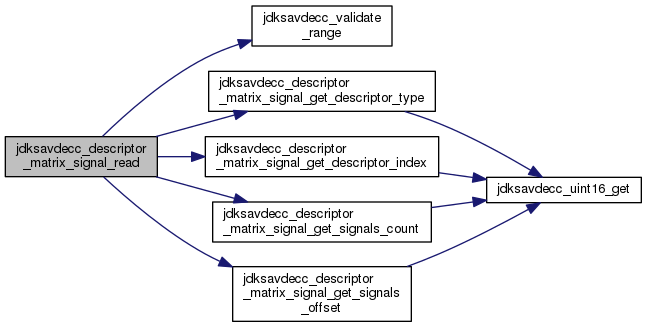 jdksavdecc_descriptor
_matrix_signal_read
jdksavdecc_validate
_range
jdksavdecc_descriptor
_matrix_signal_get_descriptor_type
jdksavdecc_descriptor
_matrix_signal_get_descriptor_index
jdksavdecc_descriptor
_matrix_signal_get_signals_count
jdksavdecc_descriptor
_matrix_signal_get_signals
_offset
jdksavdecc_uint16_get